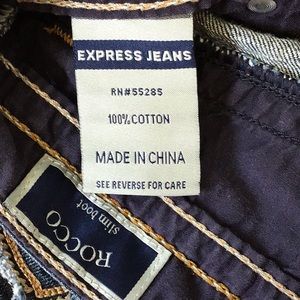 EXPRESS JEANS
RN#55285
100% COTTON
MADE IN CHINA
SEE REVERSE FOR CARE
ROCCO
slim boot